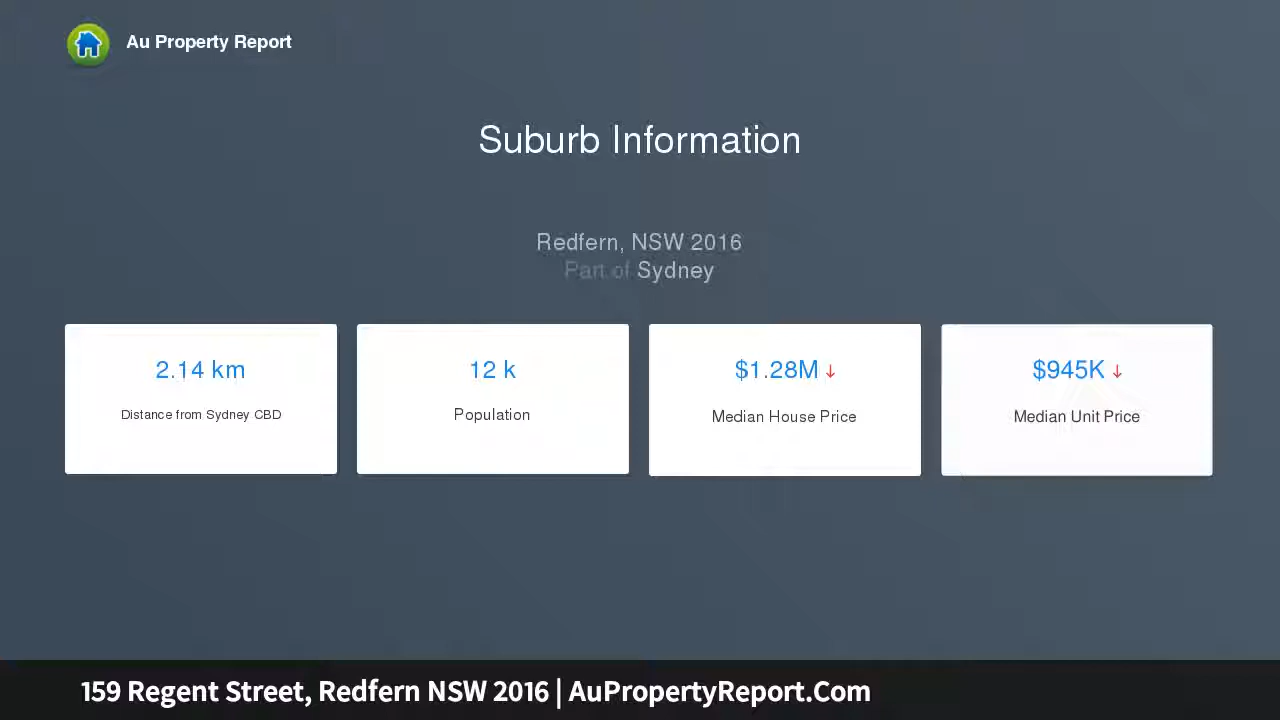 Au Property Report
Suburb Information
Redfern, NSW 2016
Part of Sydney
2.14 km
Distance from Sydney CBD
12 k
Population
$1.28M ↓
Median House Price
$945K ↓
Median Unit Price
159 Regent Street, Redfern NSW 2016 | AuPropertyReport.Com